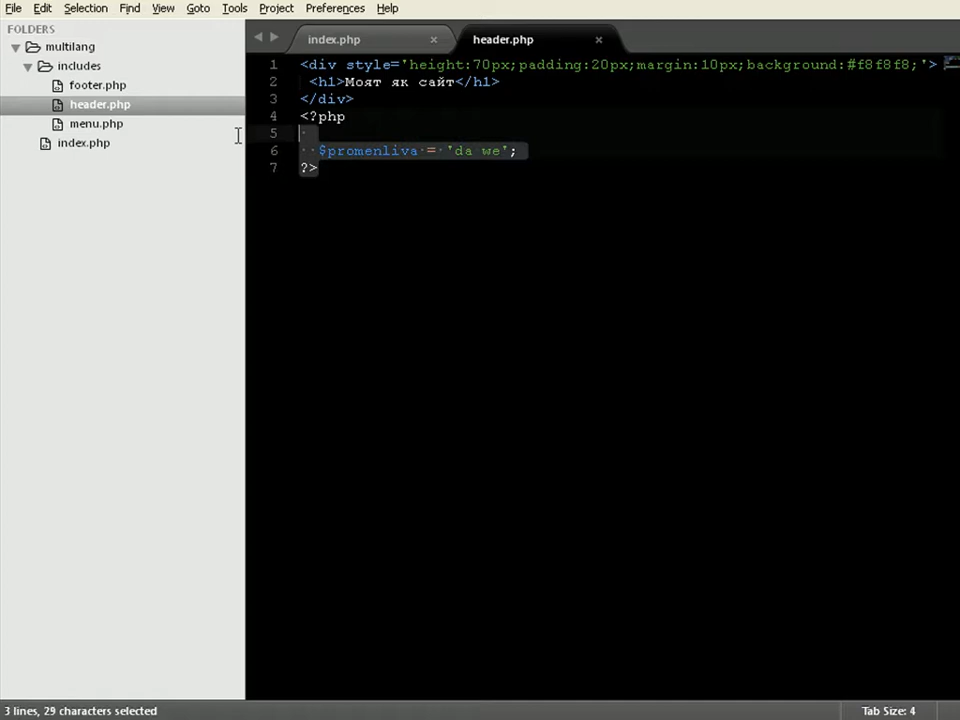 File Edit Selection Find View Goto Tools Project Preferences Help
FOLDERS
multilang
includes
footer.php
header.php
menu.php
index.php
index.php × header.php ×
1 <div style='height:70px;padding:20px;margin:10px;background:#f8f8f8;'>
2 <h1>Моят як сайт</h1>
3 </div>
4 <?php
5
6 $promenliva = 'da we';
7 ?>
3 lines, 29 characters selected
Tab Size: 4